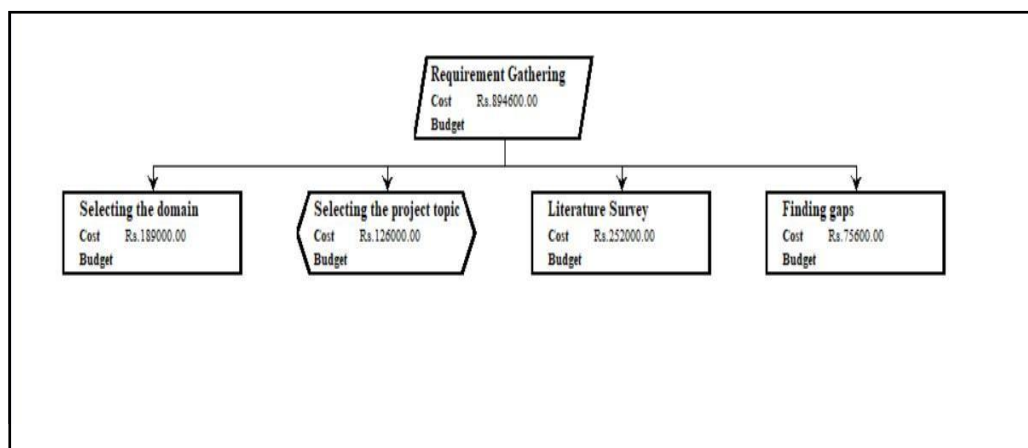 Requirement Gathering
Cost Rs.894600.00
Budget
Selecting the domain
Cost Rs.189000.00
Budget
Selecting the project topic
Cost Rs.126000.00
Budget
Literature Survey
Cost Rs.252000.00
Budget
Finding gaps
Cost Rs.75600.00
Budget